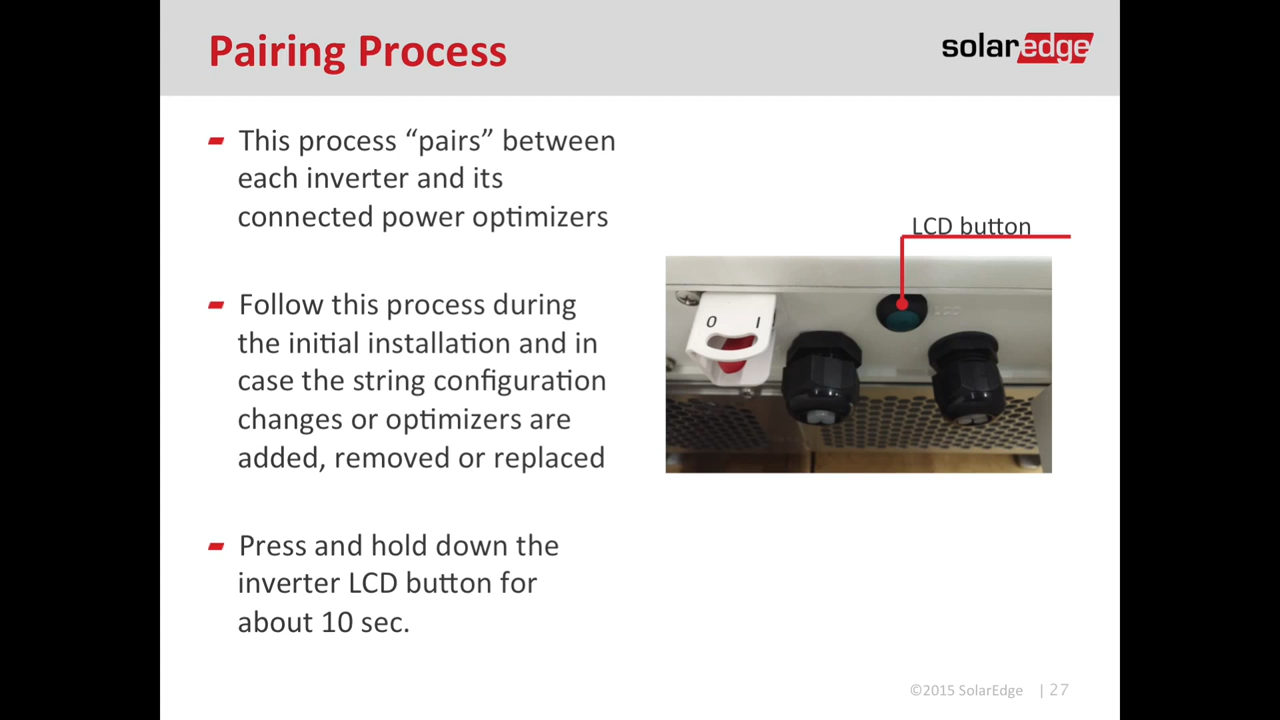 Pairing Process
solaredge
This process “pairs” between
each inverter and its
connected power optimizers
Follow this process during
the initial installation and in
case the string configuration
changes or optimizers are
added, removed or replaced
Press and hold down the
inverter LCD button for
about 10 sec.
LCD button
0 I
©2015 SolarEdge | 27